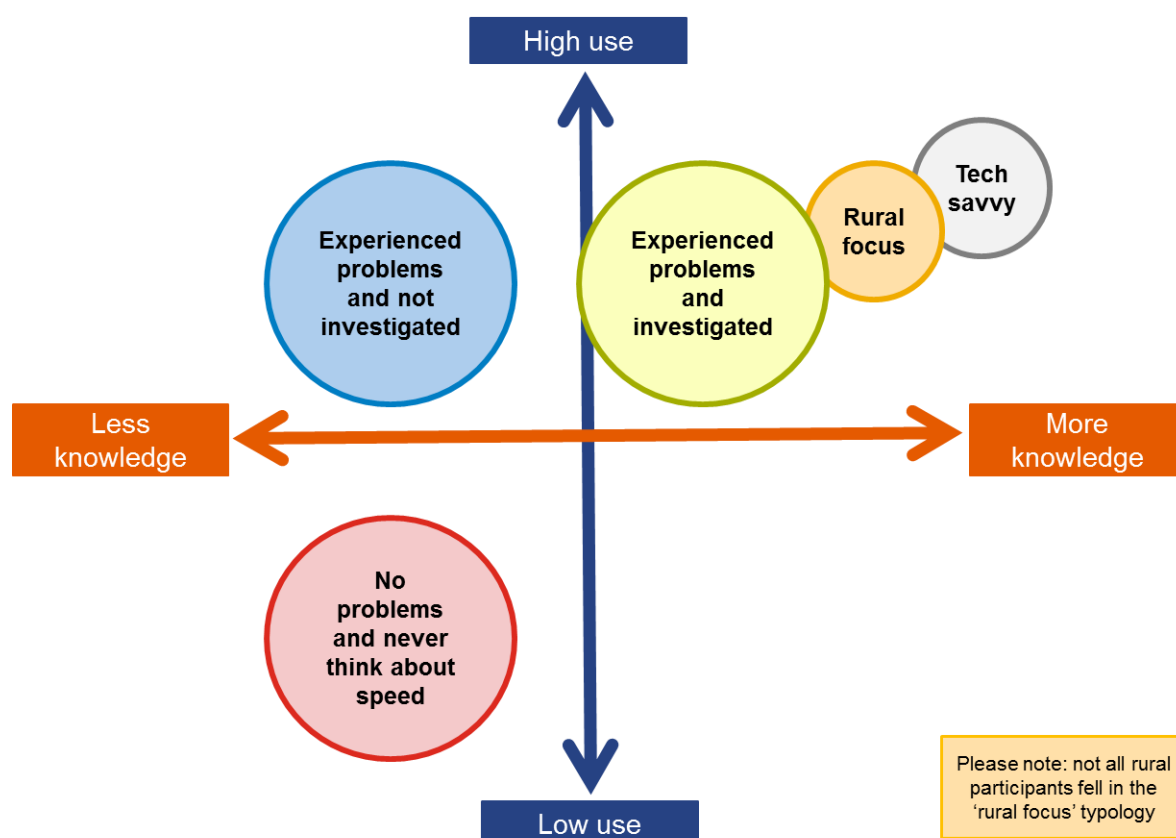 High use
Tech
savvy
Rural
focus
Experienced
problems
and not
investigated
Experienced
problems
and
investigated
Less
knowledge
More
knowledge
No
problems
and never
think about
speed
Please note: not all rural
participants fell in the
‘rural focus’ typology
Low use